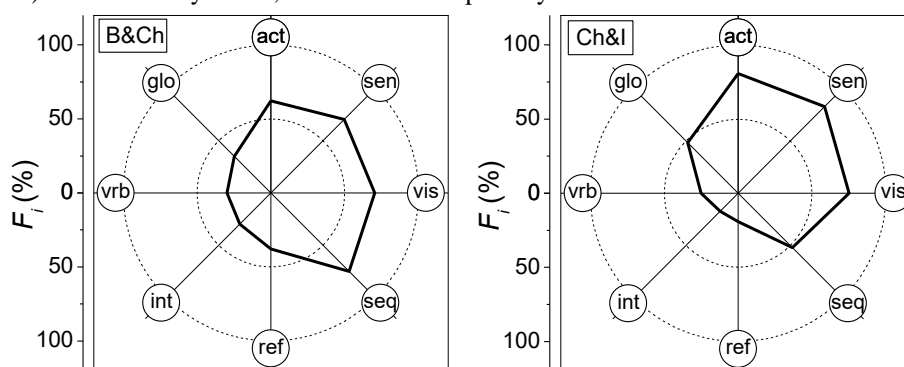 100%
B&Ch
act
glo
sen
50
0
vrb
vis
F_i (%)
50
int
seq
100
ref
100%
Ch&I
act
glo
sen
50
0
vrb
vis
F_i (%)
50
int
seq
100
ref